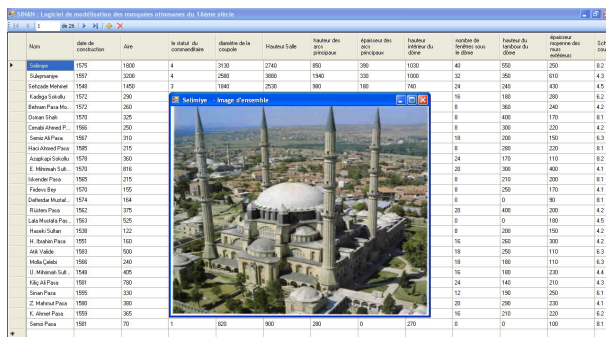 SINAN : Logiciel de modélisation des mosquées ottomanes du 16ème siècle
1 de 26
Nom date de construction Aire le statut du commanditaire diamètre de la coupole Hauteur Salle hauteur des arcs principaux épaisseur des arcs principaux hauteur intérieur du dôme nombre de fenêtres sous le dôme hauteur du tambour du dôme épaisseur moyenne des murs extérieurs
Selimiye 1575 1800 4 3130 2740 850 390 1030 40 550 250 8.2
Suleymaniye 1557 3200 4 2580 3880 1940 330 1000 32 350 610 4.3
Sehzade Mehmet 1548 1450 3 1840 2530 980 180 740 24 240 430 4.5
Selimiye - Image d'ensemble
Kadirga Sokollu 1572 290 16 180 280 6.2
Behram Pasa Mo... 1572 260 8 360 240 4.2
Osman Shah 1570 325 8 400 170 8.1
Cenabi Ahmed P... 1566 250 8 300 220 4.2
Semiz Ali Pasa 1567 310 18 200 150 6.3
Haci Ahmed Pasa 1585 215 8 280 220 8.1
Azapkapi Sokollu 1578 360 24 170 110 8.2
E. Mihrimah Sult... 1570 816 20 300 400 4.1
Iskender Pasa 1565 215 8 210 200 8.1
Fedevs Bey 1570 155 8 250 170 4.1
Defterdar Mustaf... 1574 164 0 0 90 8.1
Rüstem Pasa 1562 375 20 400 200 4.2
Lala Mustafa Pas... 1563 525 0 0 180 4.5
Haseki Sultan 1538 122 8 200 150 4.2
H. Ibrahim Pasa 1551 160 16 260 300 4.2
Atik Valide 1583 500 18 250 110 6.3
Molla Çelebi 1566 240 18 180 110 6.3
U. Mihrimah Sult... 1548 405 16 180 230 4.4
Kiliç Ali Pasa 1581 780 24 140 210 4.3
Sinan Pasa 1555 330 12 190 250 6.1
Z. Mahmut Pasa 1580 380 20 290 230 4.1
K. Ahmet Pasa 1559 365 16 210 220 6.2
Semsi Pasa 1581 70 1 820 900 280 0 270 0 0 100 8.1